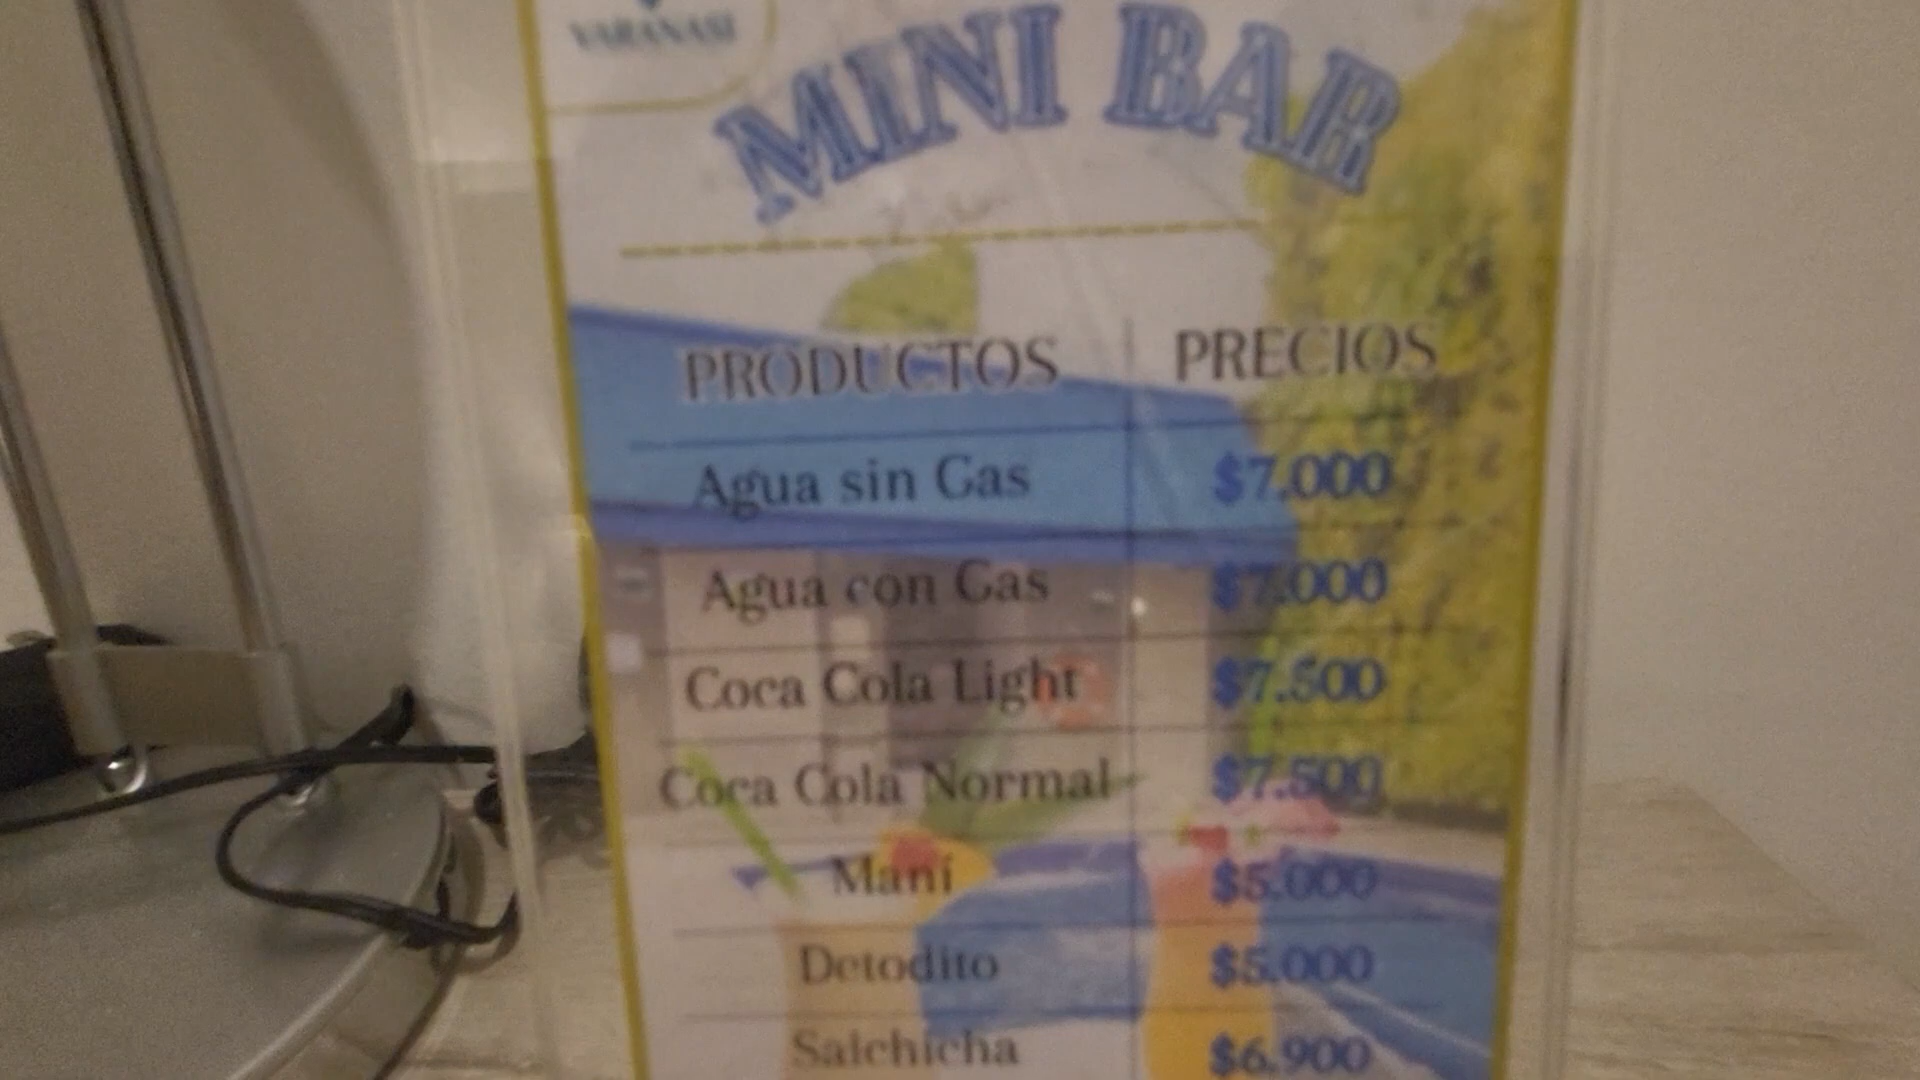 VARANASI
MINI BAR
PRODUCTOS PRECIOS
Agua sin Gas $7.000
Agua con Gas $7.000
Coca Cola Light $7.500
Coca Cola Normal $7.500
Maní $5.000
Detodito $5.000
Salchicha $6.900